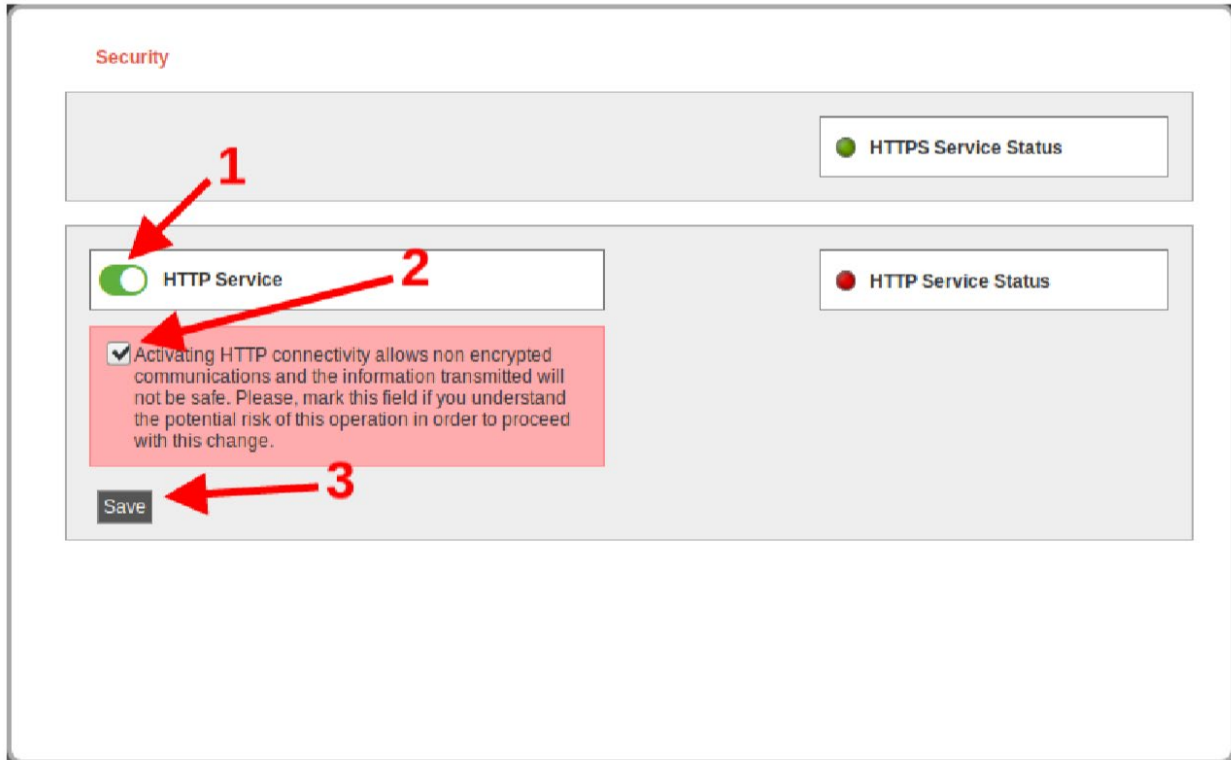 Security
HTTPS Service Status
1
HTTP Service
2
HTTP Service Status
Activating HTTP connectivity allows non encrypted
communications and the information transmitted will
not be safe. Please, mark this field if you understand
the potential risk of this operation in order to proceed
with this change.
3
Save